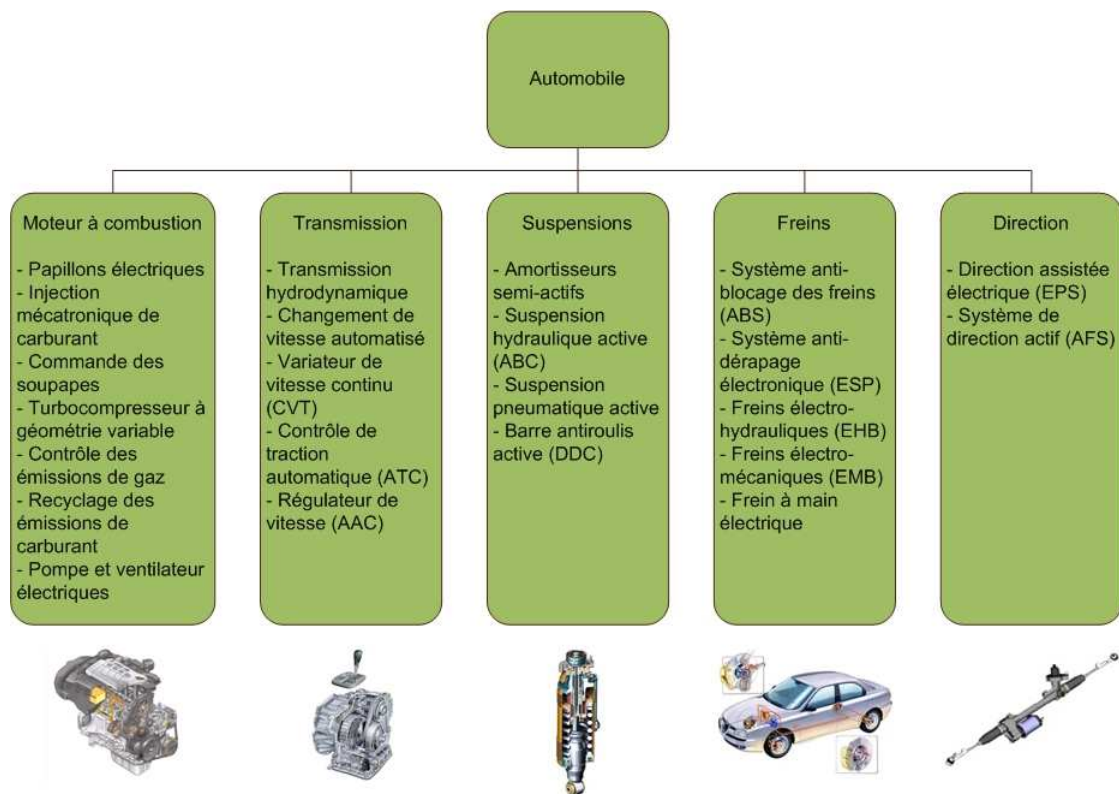 Automobile
Moteur à combustion
- Papillons électriques
- Injection
mécatronique de
carburant
- Commande des
soupapes
- Turbocompresseur à
géométrie variable
- Contrôle des
émissions de gaz
- Recyclage des
émissions de
carburant
- Pompe et ventilateur
électriques
Transmission
- Transmission
hydrodynamique
- Changement de
vitesse automatisé
- Variateur de
vitesse continu
(CVT)
- Contrôle de
traction
automatique (ATC)
- Régulateur de
vitesse (AAC)
Suspensions
- Amortisseurs
semi-actifs
- Suspension
hydraulique active
(ABC)
- Suspension
pneumatique active
- Barre antiroulis
active (DDC)
Freins
- Système anti-
blocage des freins
(ABS)
- Système anti-
dérapage
électronique (ESP)
- Freins électro-
hydrauliques (EHB)
- Freins électro-
mécaniques (EMB)
- Frein à main
électrique
Direction
- Direction assistée
électrique (EPS)
- Système de
direction actif (AFS)